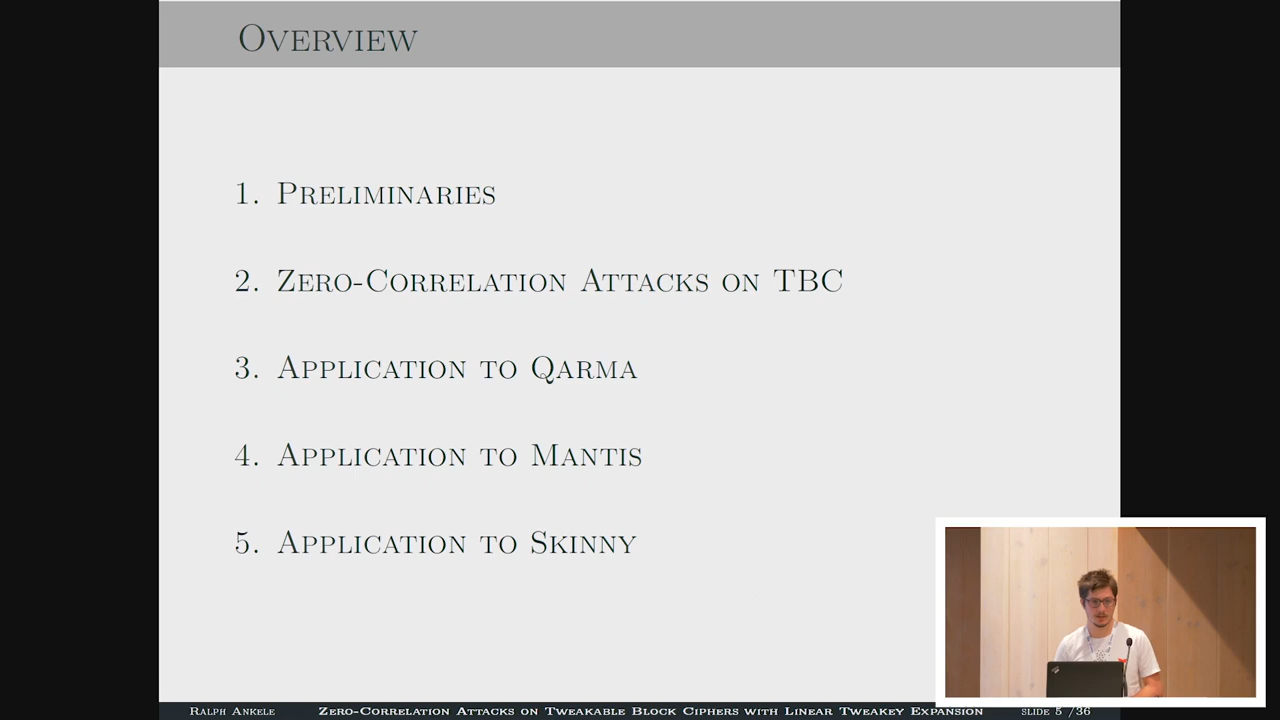 Overview
1. Preliminaries
2. Zero-Correlation Attacks on TBC
3. Application to Qarma
4. Application to Mantis
5. Application to Skinny
Ralph Ankele Zero-Correlation Attacks on Tweakable Block Ciphers with Linear Tweakey Expansion slide 5 /36